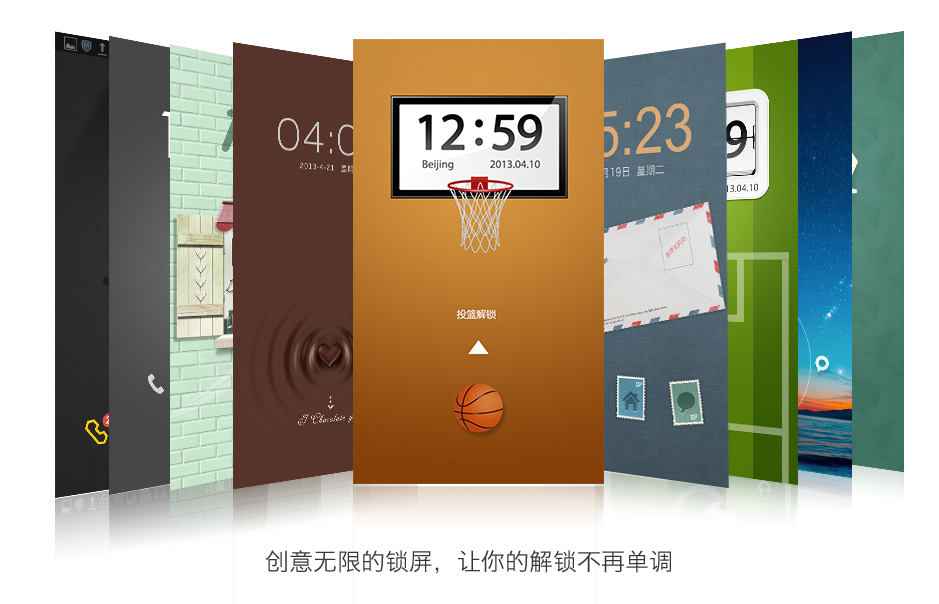 04:0
2013-4-21 星期
I Chocolate y
12:59
Beijing
2013.04.10
投篮解锁
5:23
月19日 星期二
9
13.04.10
创意无限的锁屏，让你的解锁不再单调